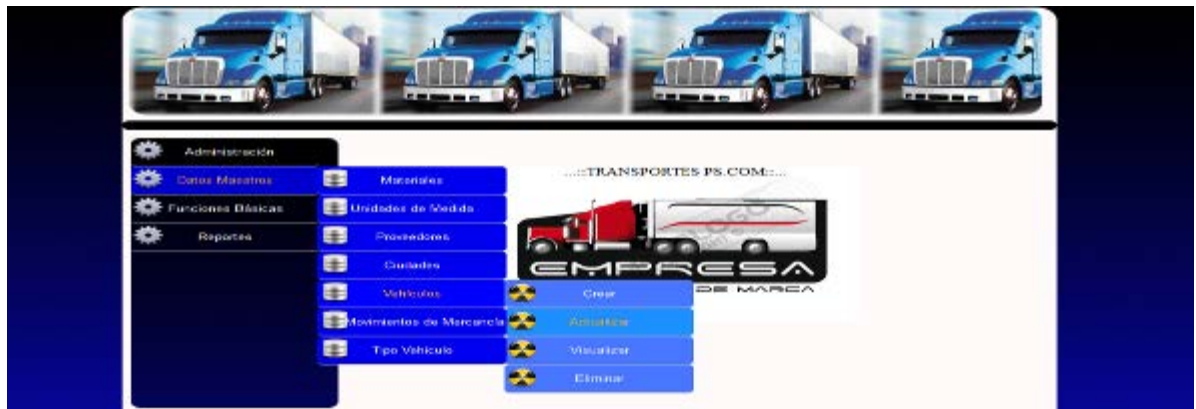 Administración
Datos Maestros
Funciones Básicas
Reportes
Materiales
Unidades de Medida
Proveedores
Ciudades
Vehículos
Movimientos de Mercancía
Tipo Vehículo
Crear
Actualizar
Visualizar
Eliminar
...::TRANSPORTES PS.COM::...
LOGO
EMPRESA
DE MARCA